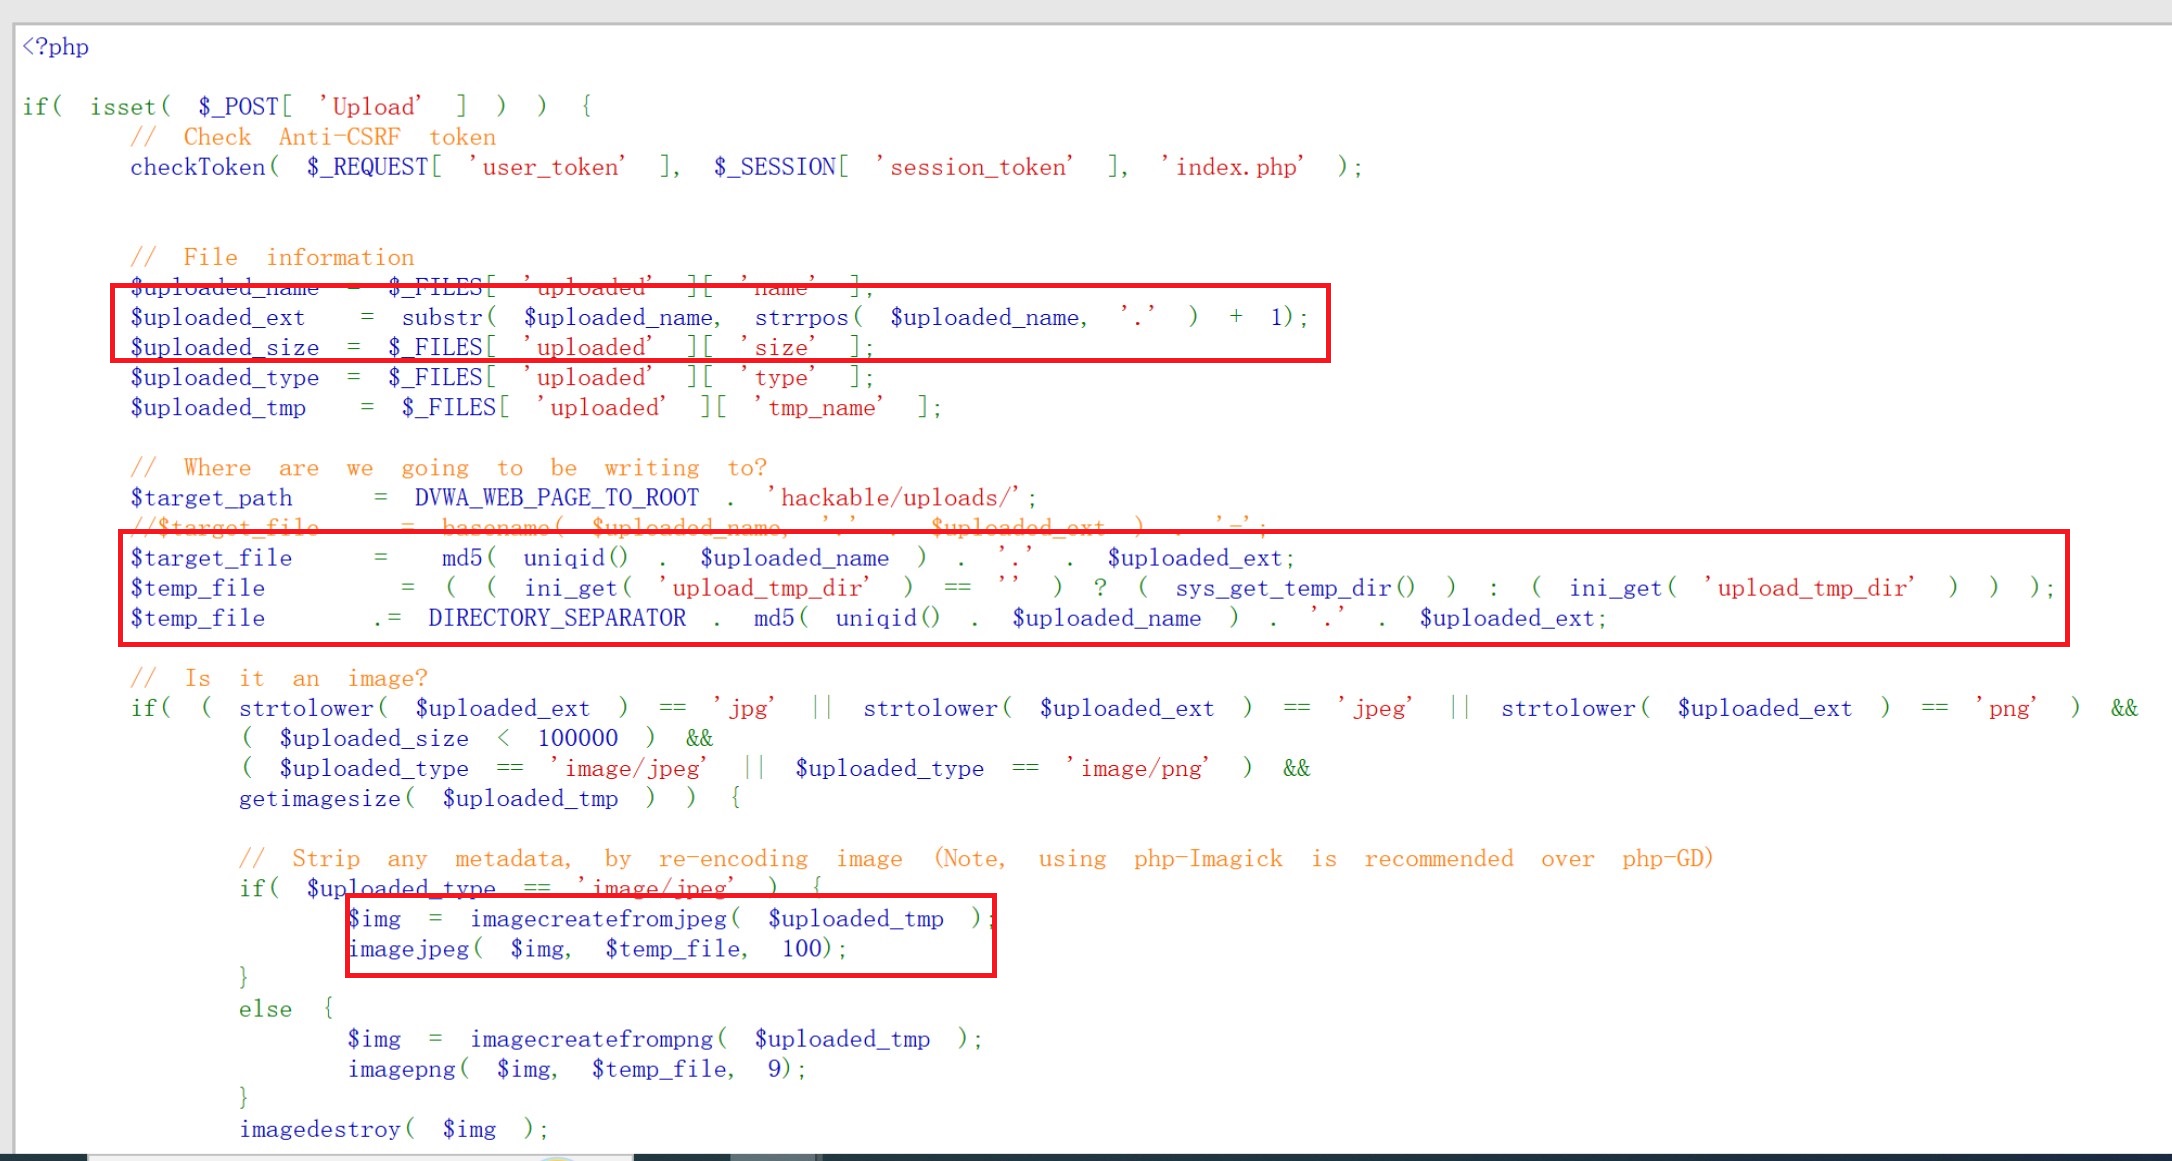 <?php
if( isset( $_POST[ 'Upload' ] ) ) {
// Check Anti-CSRF token
checkToken( $_REQUEST[ 'user_token' ], $_SESSION[ 'session_token' ], 'index.php' );
// File information
$uploaded_name = $_FILES[ 'uploaded' ][ 'name' ];
$uploaded_ext = substr( $uploaded_name, strrpos( $uploaded_name, '.' ) + 1);
$uploaded_size = $_FILES[ 'uploaded' ][ 'size' ];
$uploaded_type = $_FILES[ 'uploaded' ][ 'type' ];
$uploaded_tmp = $_FILES[ 'uploaded' ][ 'tmp_name' ];
// Where are we going to be writing to?
$target_path = DVWA_WEB_PAGE_TO_ROOT . 'hackable/uploads/';
//$target_file = basename( $uploaded_name, '.' . $uploaded_ext ) . '-';
$target_file = md5( uniqid() . $uploaded_name ) . '.' . $uploaded_ext;
$temp_file = ( ( ini_get( 'upload_tmp_dir' ) == '' ) ? ( sys_get_temp_dir() ) : ( ini_get( 'upload_tmp_dir' ) ) );
$temp_file .= DIRECTORY_SEPARATOR . md5( uniqid() . $uploaded_name ) . '.' . $uploaded_ext;
// Is it an image?
if( ( strtolower( $uploaded_ext ) == 'jpg' || strtolower( $uploaded_ext ) == 'jpeg' || strtolower( $uploaded_ext ) == 'png' ) &&
( $uploaded_size < 100000 ) &&
( $uploaded_type == 'image/jpeg' || $uploaded_type == 'image/png' ) &&
getimagesize( $uploaded_tmp ) ) {
// Strip any metadata, by re-encoding image (Note, using php-Imagick is recommended over php-GD)
if( $uploaded_type == 'image/jpeg' ) {
$img = imagecreatefromjpeg( $uploaded_tmp );
imagejpeg( $img, $temp_file, 100);
}
else {
$img = imagecreatefrompng( $uploaded_tmp );
imagepng( $img, $temp_file, 9);
}
imagedestroy( $img );